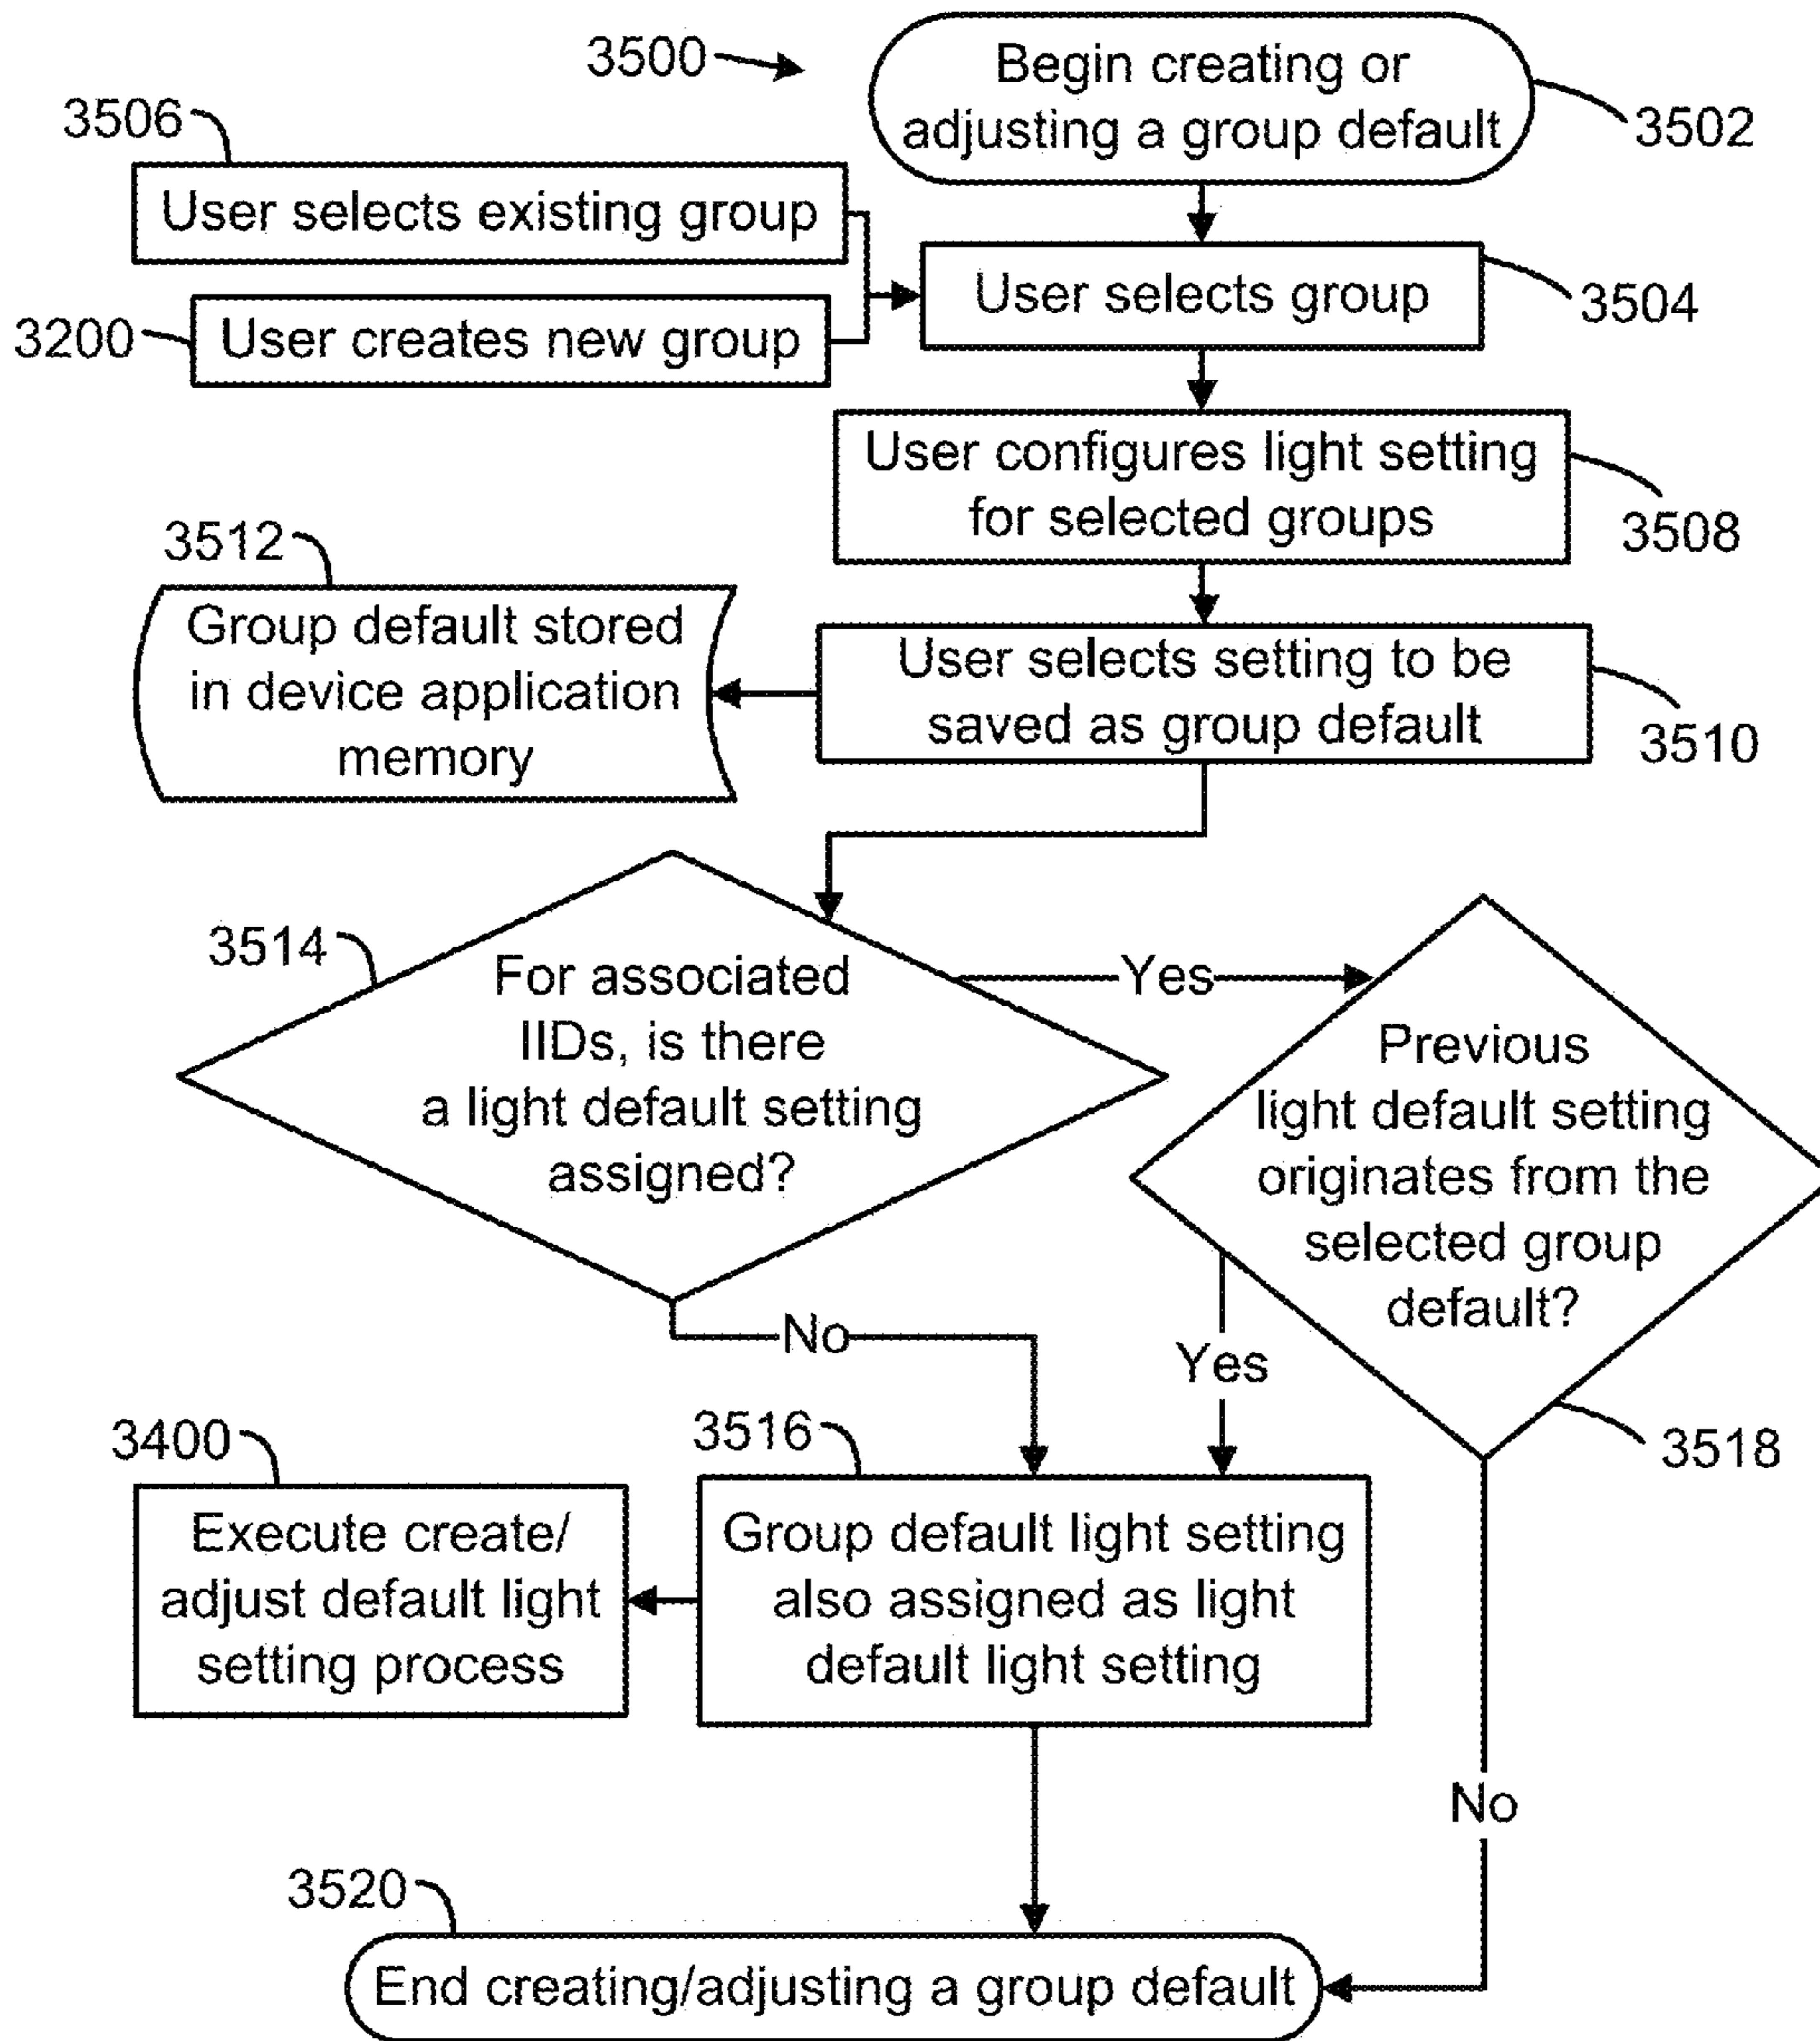 3500
Begin creating or
adjusting a group default
3502
3506
User selects existing group
User selects group
3504
3200
User creates new group
User configures light setting
for selected groups
3508
3512
Group default stored
in device application
memory
User selects setting to be
saved as group default
3510
3514
For associated
IIDs, is there
a light default setting
assigned?
Yes
Previous
light default setting
originates from the
selected group
default?
3518
No
Yes
3400
Execute create/
adjust default light
setting process
3516
Group default light setting
also assigned as light
default light setting
No
3520
End creating/adjusting a group default